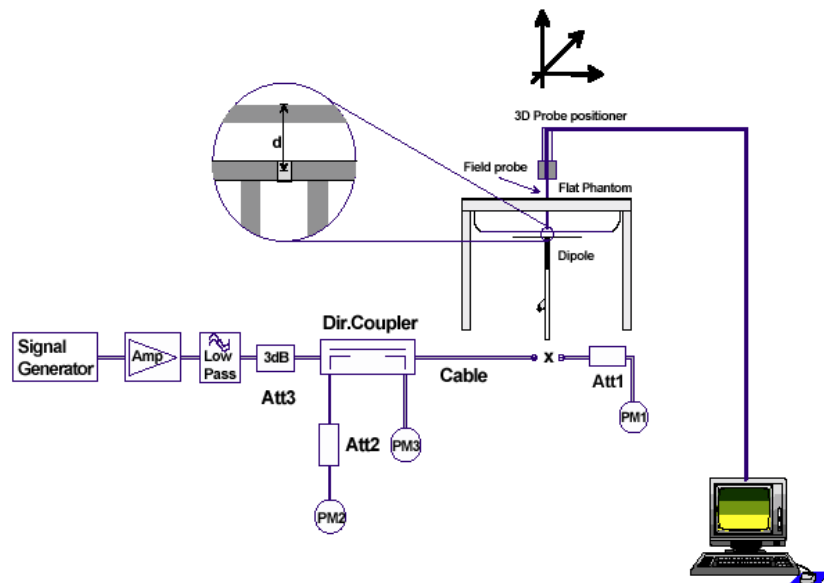 3D Probe positioner
d
Field probe
Flat Phantom
Dipole
Dir.Coupler
Signal
Generator
Amp
Low
Pass
3dB
Att3
Cable
x
Att1
PM1
Att2
PM3
PM2